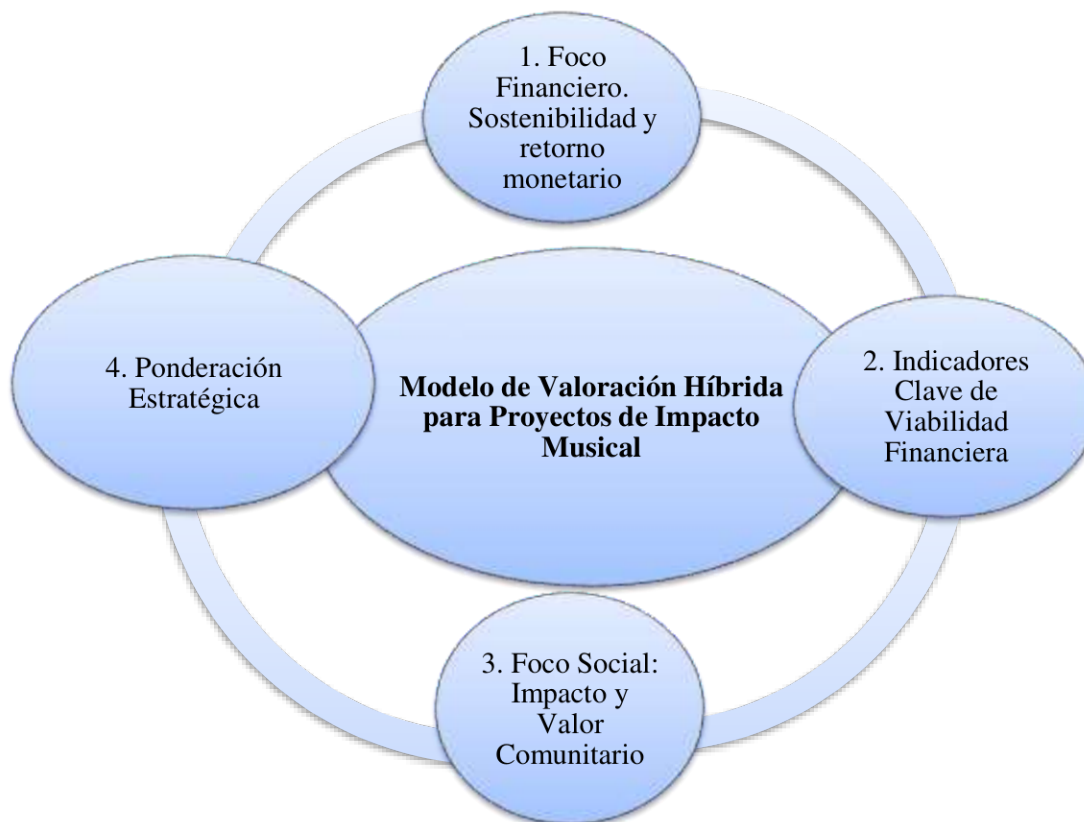 1. Foco
Financiero.
Sostenibilidad y
retorno
monetario
4. Ponderación
Estratégica
Modelo de Valoración Híbrida
para Proyectos de Impacto
Musical
2. Indicadores
Clave de
Viabilidad
Financiera
3. Foco Social:
Impacto y
Valor
Comunitario